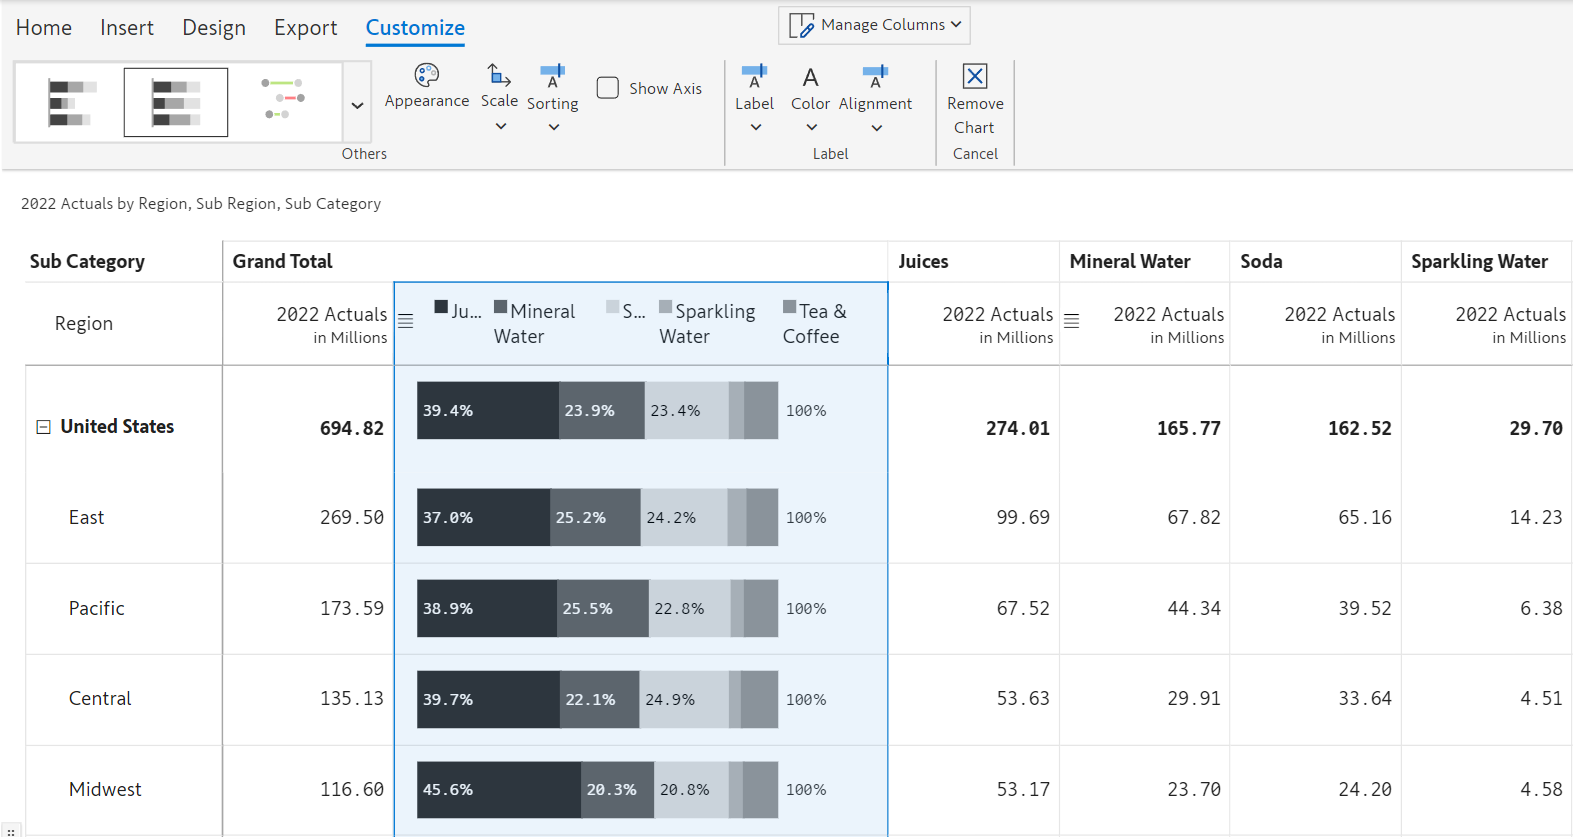 Home Insert Design Export Customize
Manage Columns
Appearance Scale Sorting Show Axis
Others
Label Color Alignment
Label
Remove
Chart
Cancel
2022 Actuals by Region, Sub Region, Sub Category
Sub Category Grand Total Juices Mineral Water Soda Sparkling Water
Region
2022 Actuals
in Millions
Ju... Mineral Water S... Sparkling Water Tea & Coffee
2022 Actuals 2022 Actuals 2022 Actuals 2022 Actuals
in Millions in Millions in Millions in Millions
United States 694.82 39.4% 23.9% 23.4% 100% 274.01 165.77 162.52 29.70
East 269.50 37.0% 25.2% 24.2% 100% 99.69 67.82 65.16 14.23
Pacific 173.59 38.9% 25.5% 22.8% 100% 67.52 44.34 39.52 6.38
Central 135.13 39.7% 22.1% 24.9% 100% 53.63 29.91 33.64 4.51
Midwest 116.60 45.6% 20.3% 20.8% 100% 53.17 23.70 24.20 4.58